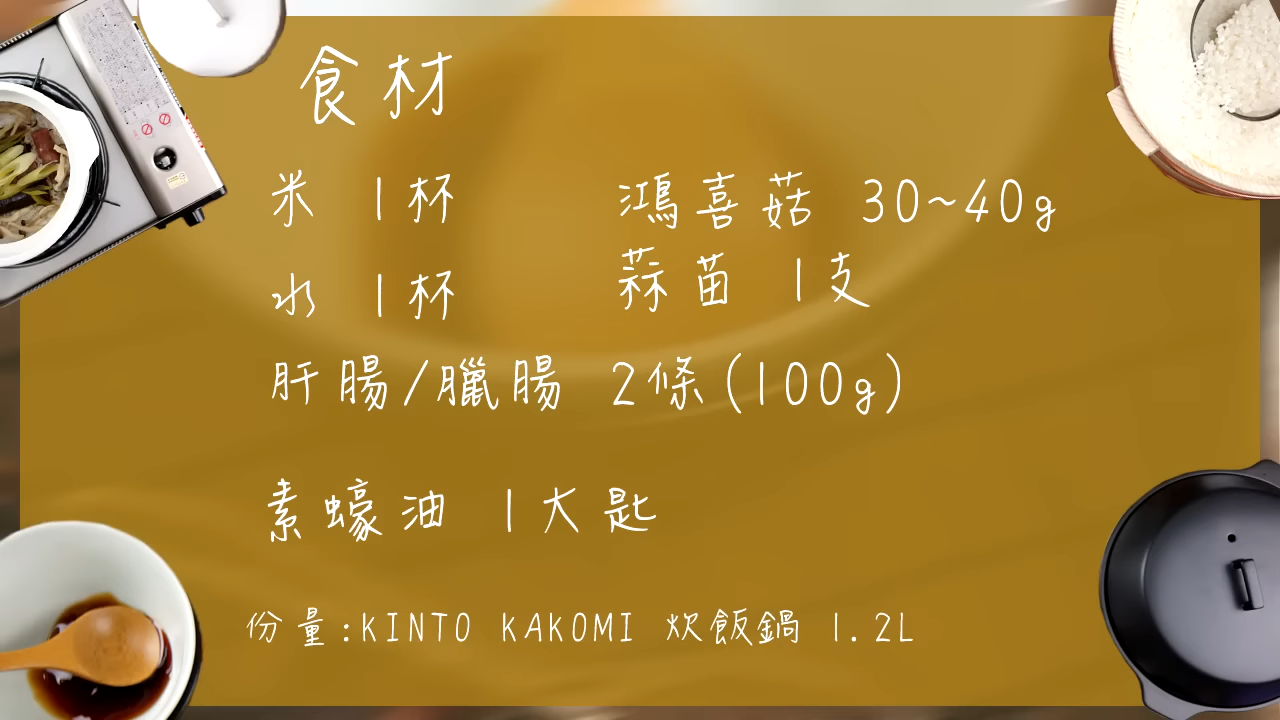 食材
米 1杯
水 1杯
肝腸/臘腸 2條(100g)
鴻喜菇 30~40g
蒜苗 1支
素蠔油 1大匙
份量:KINTO KAKOMI 炊飯鍋 1.2L